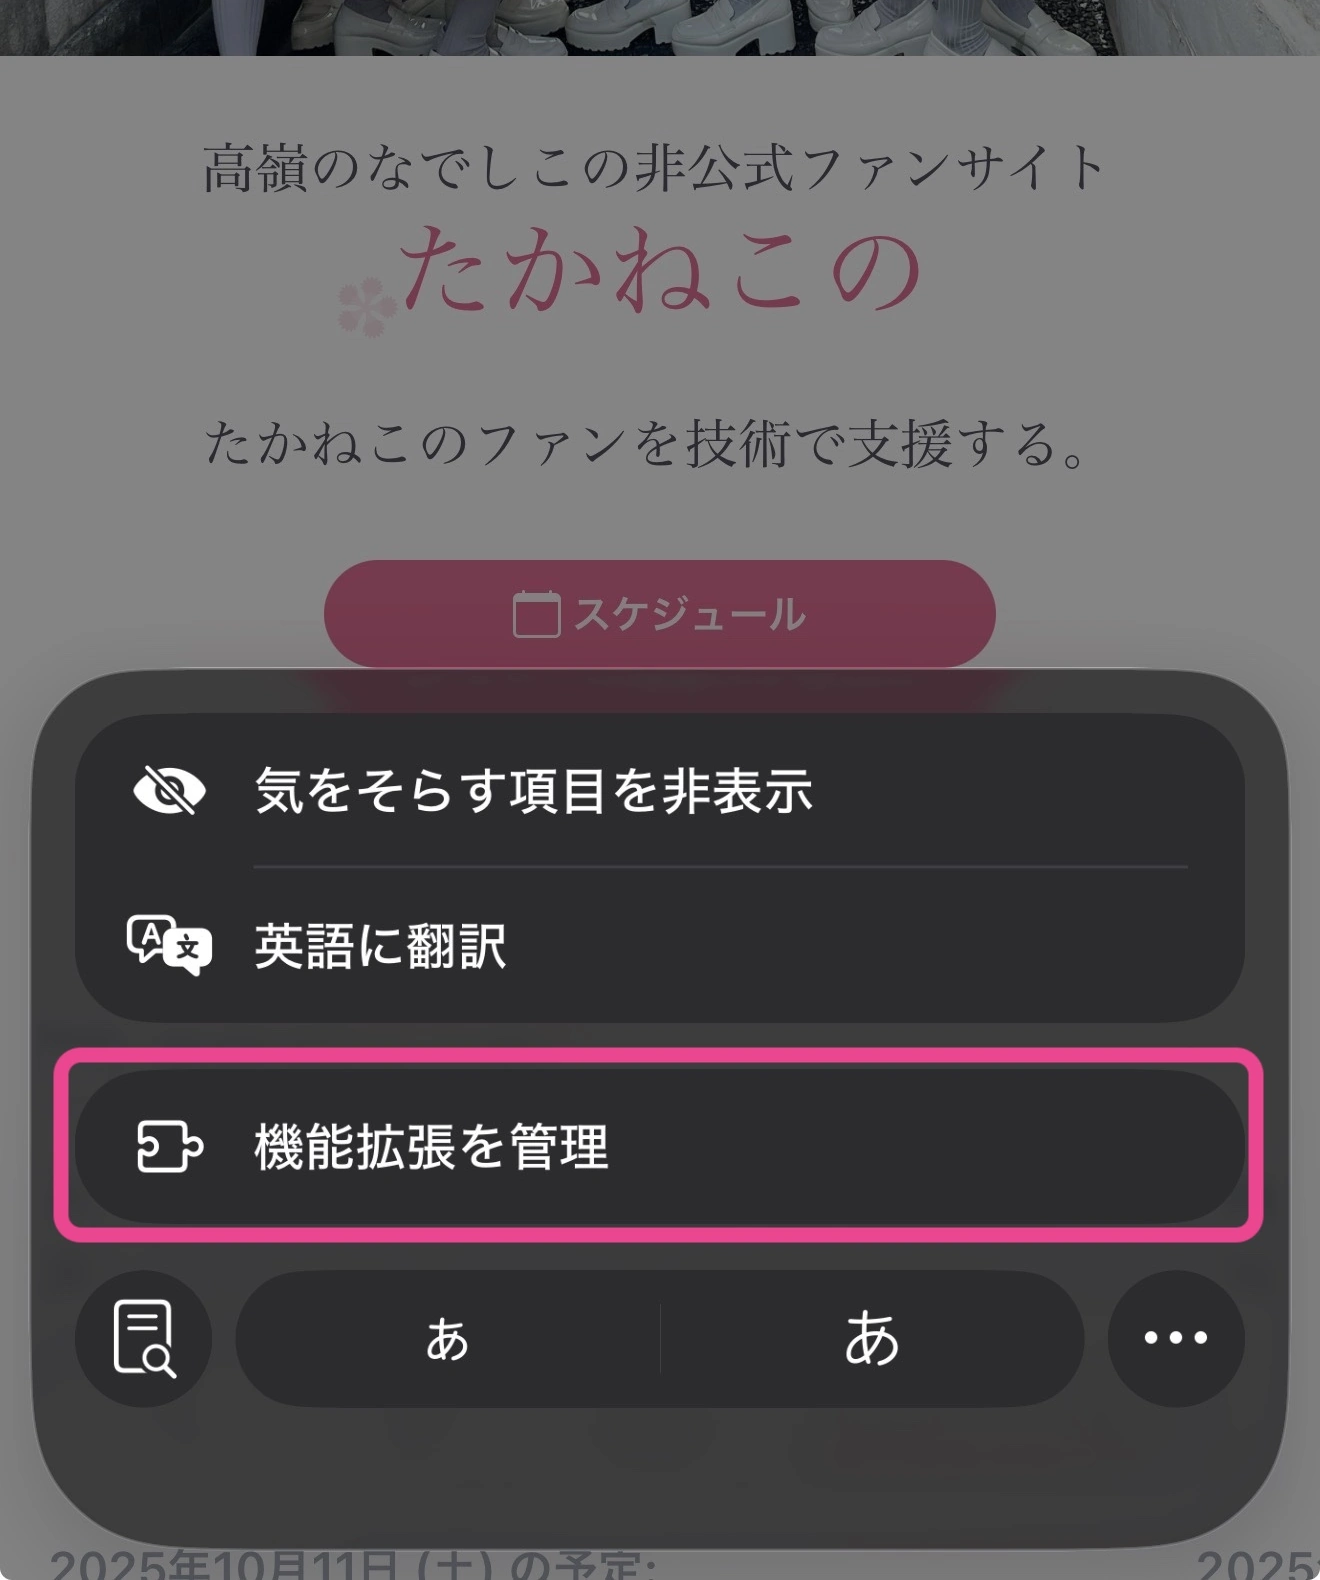 高嶺のなでしこの非公式ファンサイト
たかねこの
たかねこのファンを技術で支援する。
スケジュール
気をそらす項目を非表示
A文 英語に翻訳
機能拡張を管理
あ あ
2025年10月11日 (土) の予定: 2025